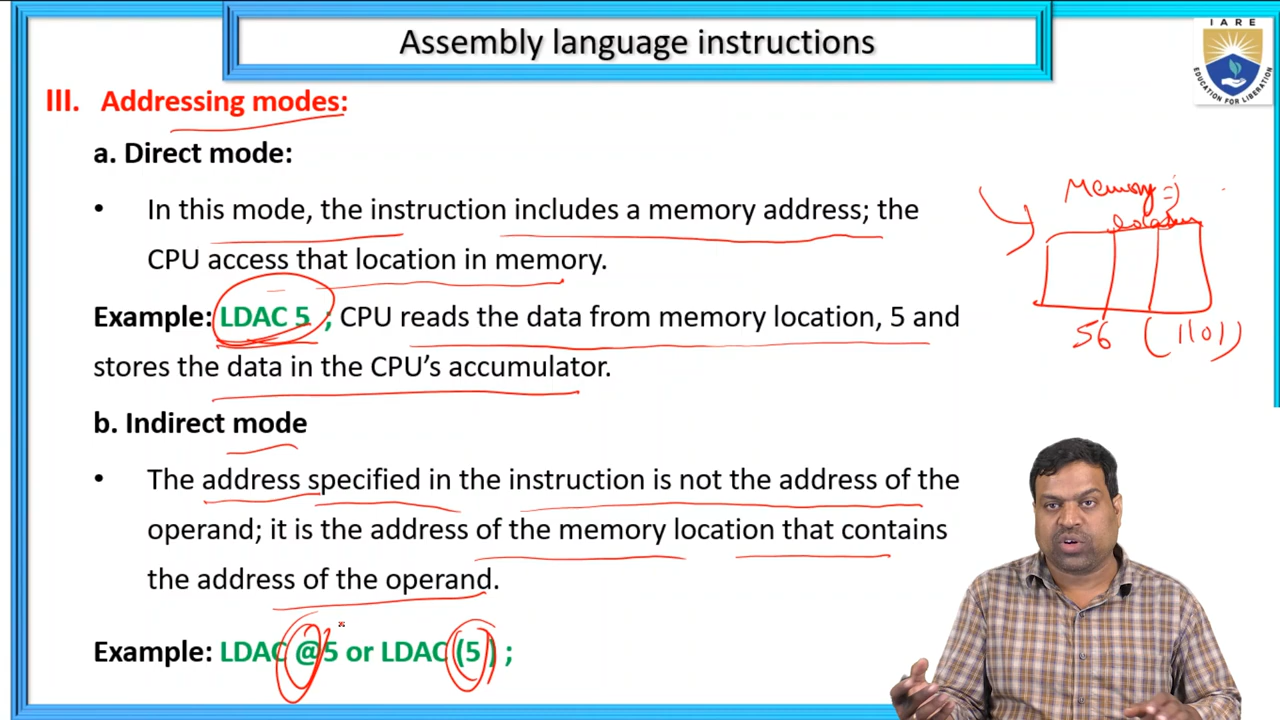 Assembly language instructions
IARE
EDUCATION FOR LIBERATION
III. Addressing modes:
a. Direct mode:
• In this mode, the instruction includes a memory address; the
CPU access that location in memory.
Example: LDAC 5 ; CPU reads the data from memory location, 5 and
stores the data in the CPU’s accumulator.
Memory
56 (1101)
b. Indirect mode
• The address specified in the instruction is not the address of the
operand; it is the address of the memory location that contains
the address of the operand.
Example: LDAC @5 or LDAC (5) ;